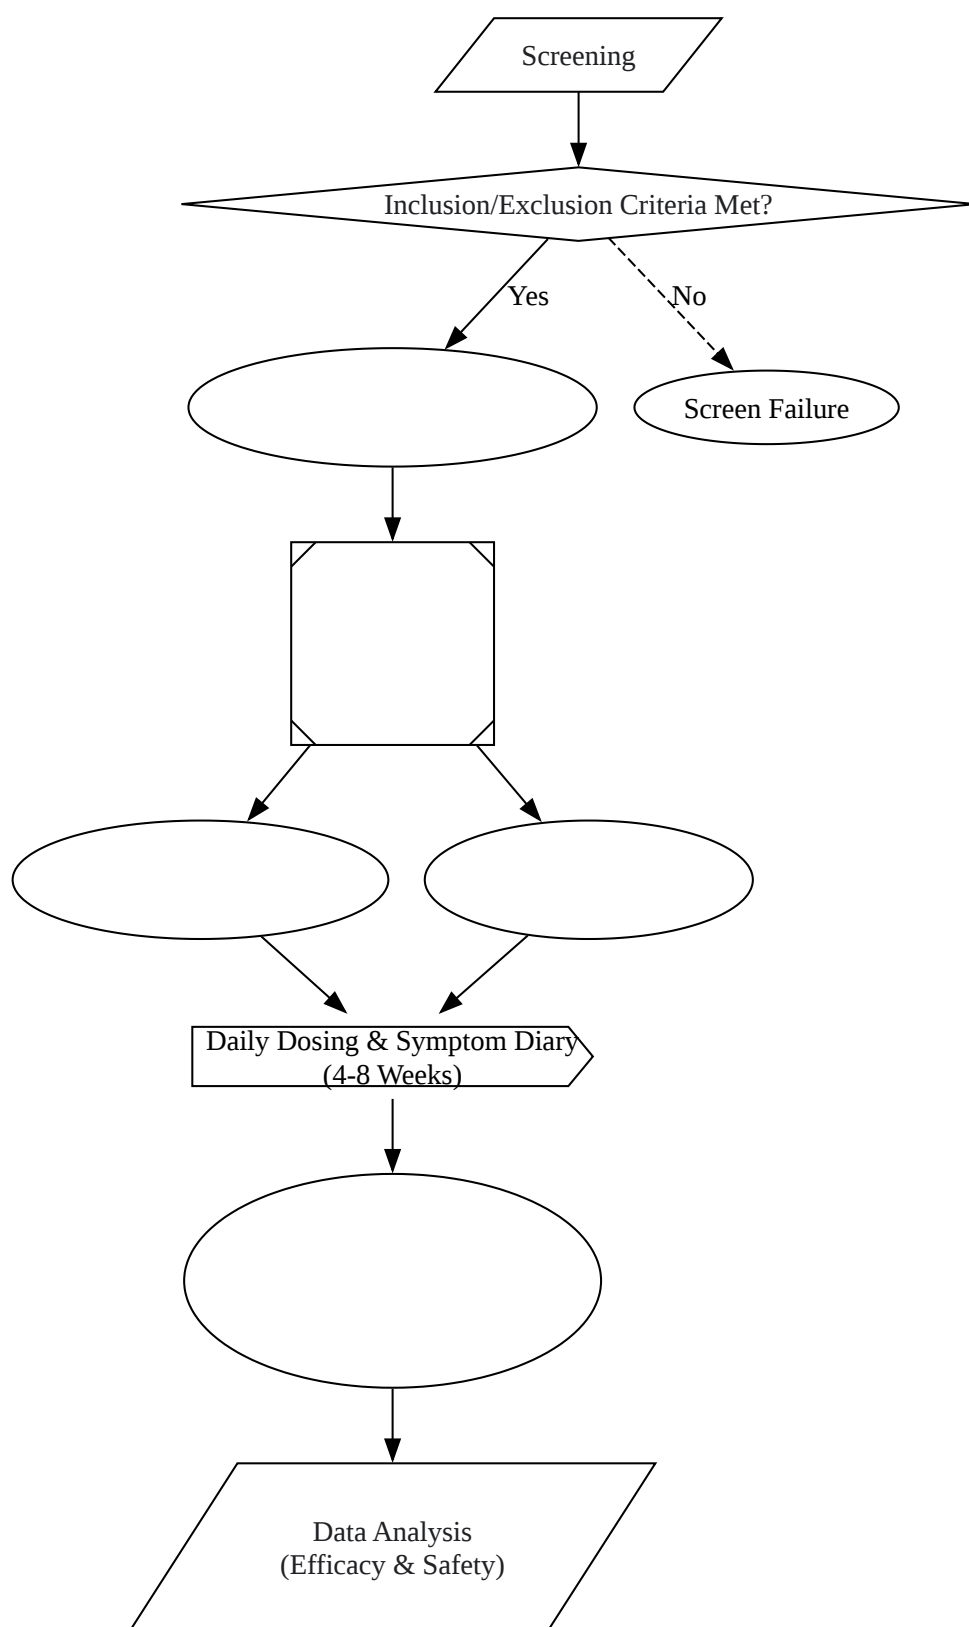 Screening
Inclusion/Exclusion Criteria Met?
Yes
No
Screen Failure
Daily Dosing & Symptom Diary
(4-8 Weeks)
Data Analysis
(Efficacy & Safety)